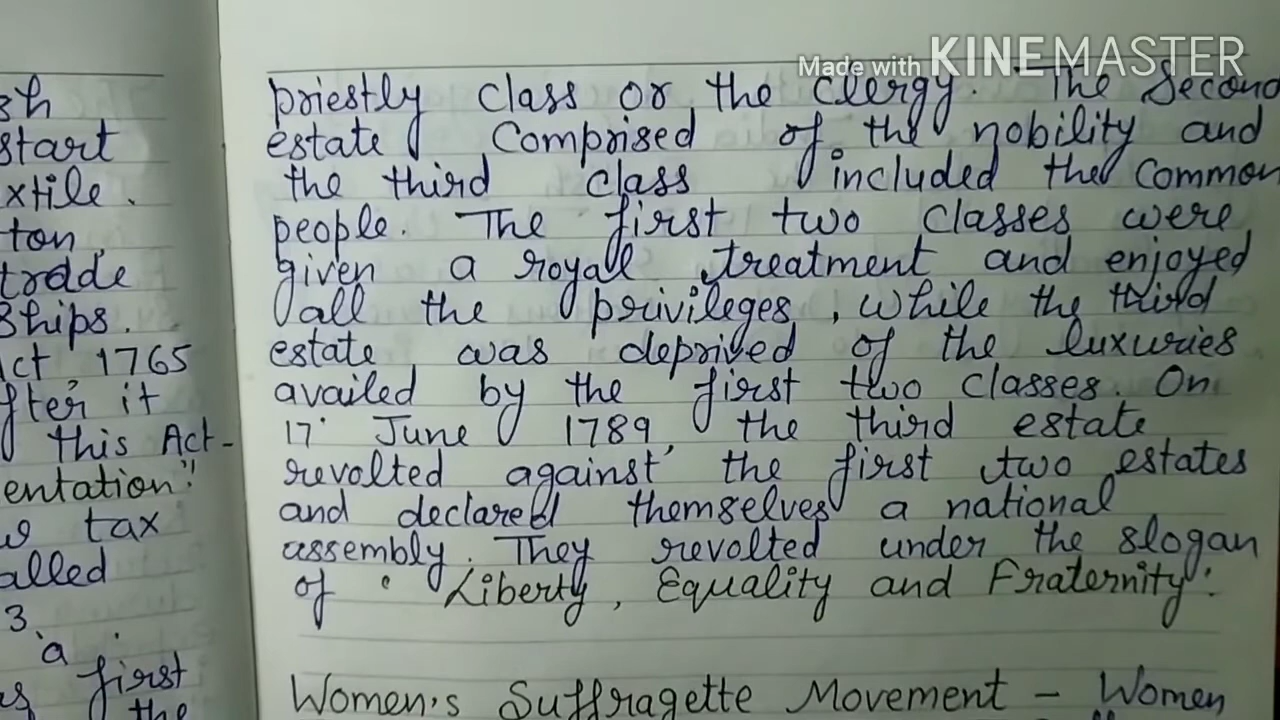 Made with KINEMASTER
sh
start
xtile.
ton,
trade
Ships.
Act 1765
fter it
this Act-
entation"
tax
alled
3.
a
first
the
priestly class or the clergy. The Second
estate Comprised of the nobility and
the third class included the Common
people. The first two classes were
given a royal treatment and enjoyed
all the privileges, while the third
estate was deprived of the luxuries
availed by the first two classes. On
17 June 1789, the third estate
revolted against the first two estates
and declared themselves a national
assembly. They revolted under the slogan
of 'Liberty, Equality and Fraternity'.
Women's Suffragette Movement - Women